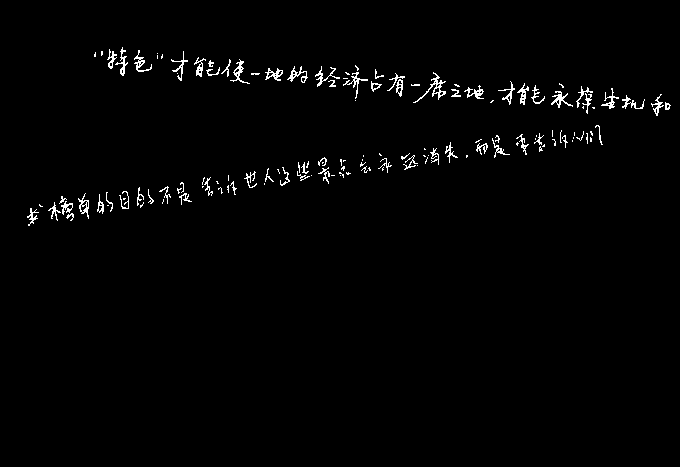 "特色"才能使一地的经济占有一席之地,才能永葆生机和
榜单的目的不是告诉世人这些景点会永远消失,而是要告诉人们